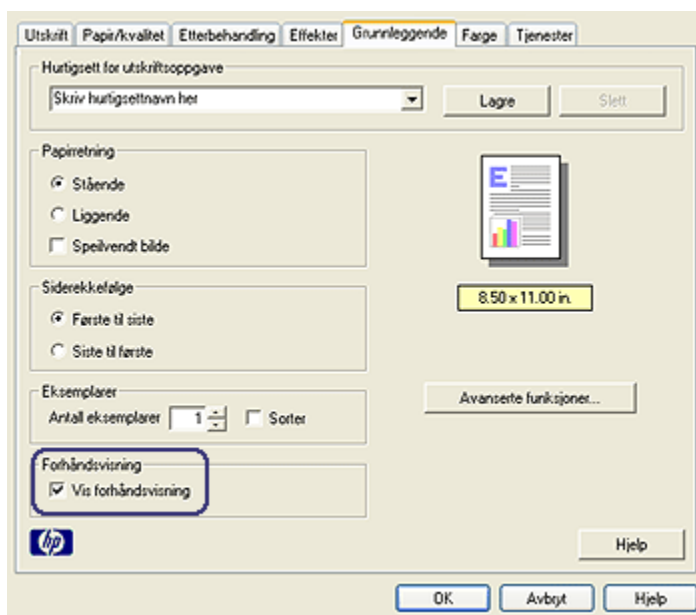 Utskrift Papir/kvalitet Etterbehandling Effekter Grunnleggende Farge Tjenester
Hurtigsett for utskriftsoppgave
Skriv hurtigsettnavn her Lagre Slett
Papirretning
Stående
Liggende
Speilvendt bilde
E
8.50 x 11.00 in.
Siderekkefølge
Første til siste
Siste til første
Eksemplarer
Antall eksemplarer 1 Sorter
Avanserte funksjoner...
Forhåndsvisning
Vis forhåndsvisning
hp
Hjelp
OK Avbryt Hjelp